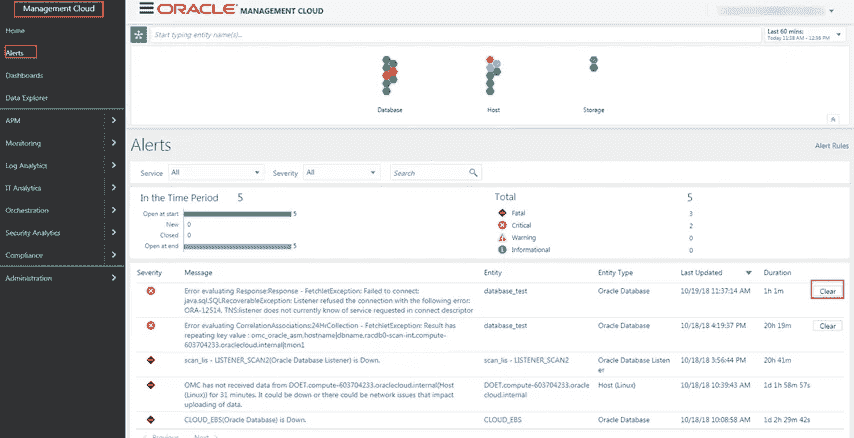 Management Cloud
ORACLE MANAGEMENT CLOUD
Home
Alerts
Dashboards
Data Explorer
APM
Monitoring
Log Analytics
IT Analytics
Orchestration
Security Analytics
Compliance
Administration
Start typing entity name(s)...
Last 60 mins:
Today 11:38 AM - 12:38 PM
Database
Host
Storage
Alerts
Alert Rules
Service All Severity All Search
In the Time Period 5
Open at start 5
New 0
Closed 0
Open at end 5
Total 5
Fatal 3
Critical 2
Warning 0
Informational 0
Severity Message Entity Entity Type Last Updated Duration
Error evaluating Response:Response - FetchletException: Failed to connect: database_test Oracle Database 10/19/18 11:37:14 AM 1h 1m Clear
java.sql.SQLRecoverableException: Listener refused the connection with the following error:
ORA-12514, TNS:listener does not currently know of service requested in connect descriptor
Error evaluating CorrelationAssociations:24HrCollection - FetchletException: Result has database_test Oracle Database 10/18/18 4:19:37 PM 20h 19m Clear
repeating key value : omc_oracle_asm,hostname|dbname,racdb0-scan-int.compute-
603704233.oraclecloud.internal|tmon1
scan_lis - LISTENER_SCAN2(Oracle Database Listener) is Down. scan_lis - LISTENER_SCAN2 Oracle Database Listen 10/18/18 3:56:44 PM 20h 41m
er
OMC has not received data from DOET.compute-603704233.oraclecloud.internal(Host DOET.compute-603704233.oracle Host (Linux) 10/18/18 10:39:43 AM 1d 1h 58m 57s
(Linux)) for 31 minutes. It could be down or there could be network issues that impact cloud.internal
uploading of data.
CLOUD_EBS(Oracle Database) is Down. CLOUD_EBS Oracle Database 10/18/18 10:08:58 AM 1d 2h 29m 42s
Previous Next